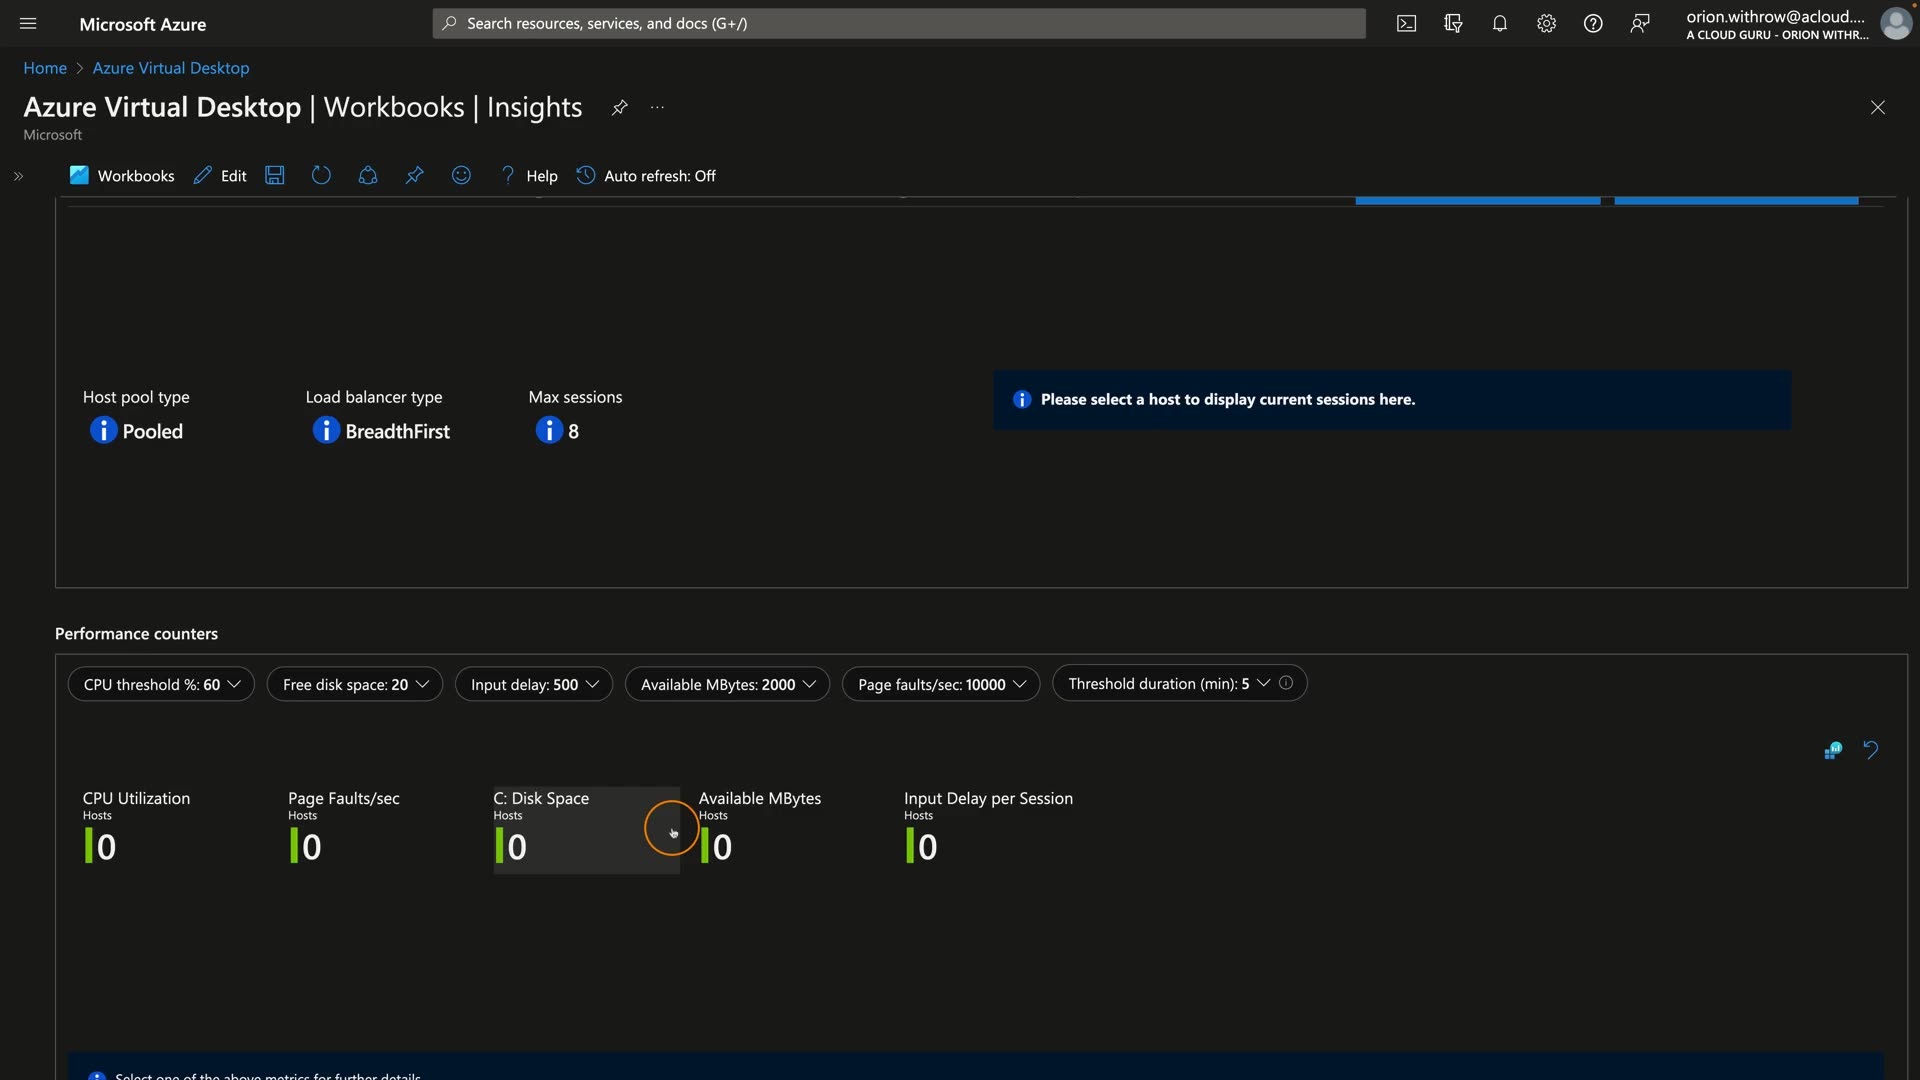 Microsoft Azure
Search resources, services, and docs (G+/)
orion.withrow@acloud....
A CLOUD GURU - ORION WITHR...
Home > Azure Virtual Desktop
Azure Virtual Desktop | Workbooks | Insights
Microsoft
Workbooks Edit Help Auto refresh: Off
Host pool type Load balancer type Max sessions
Pooled BreadthFirst 8
Please select a host to display current sessions here.
Performance counters
CPU threshold %: 60 Free disk space: 20 Input delay: 500 Available MBytes: 2000 Page faults/sec: 10000 Threshold duration (min): 5
CPU Utilization Page Faults/sec C: Disk Space Available MBytes Input Delay per Session
Hosts Hosts Hosts Hosts Hosts
0 0 0 0 0
Select one of the above metrics for further details